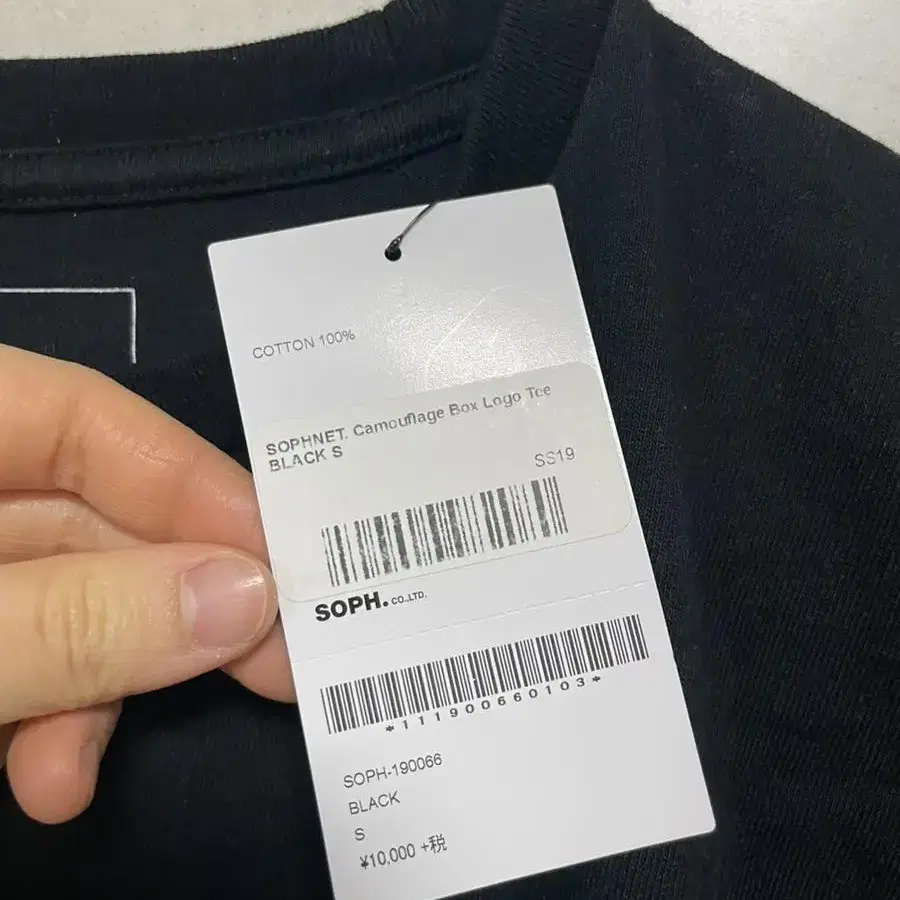 COTTON 100%
SOPHNET. Camouflage Box Logo Tee
BLACK S
SS19
SOPH. CO.,LTD.
*111900660103*
SOPH-190066
BLACK
S
¥10,000 +税